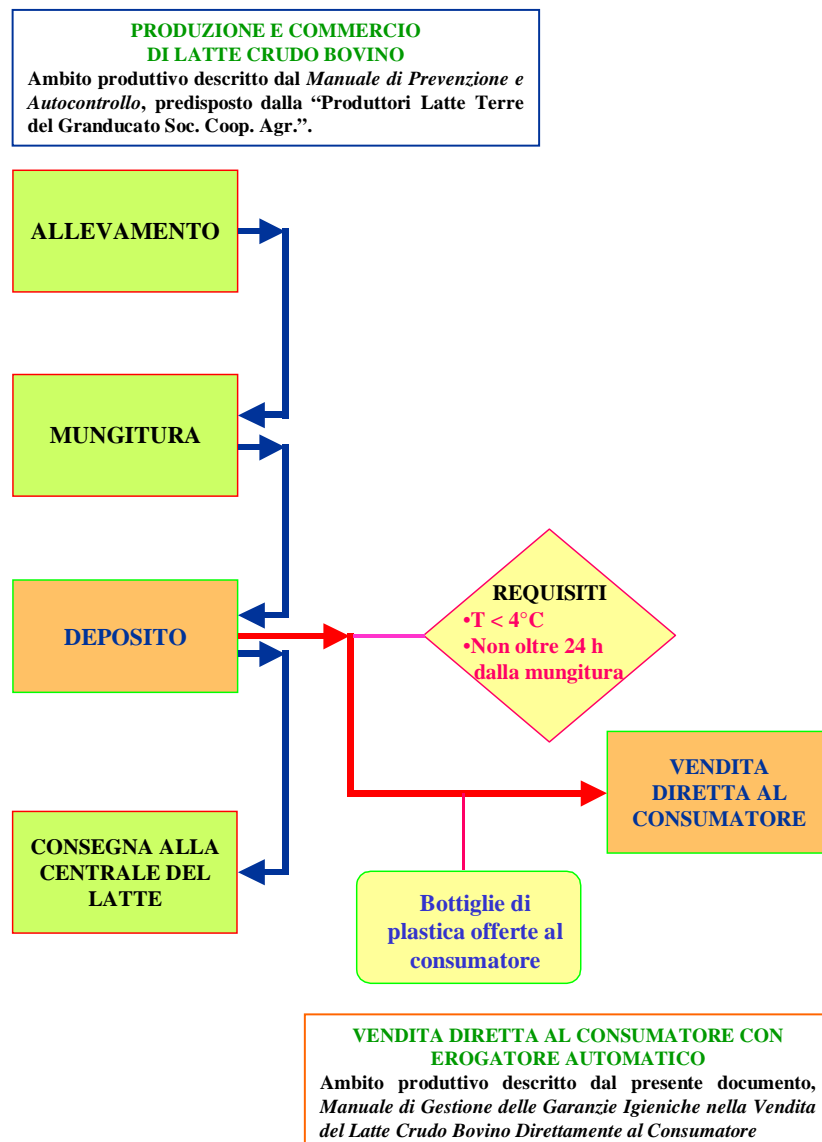 PRODUZIONE E COMMERCIO
DI LATTE CRUDO BOVINO
Ambito produttivo descritto dal Manuale di Prevenzione e
Autocontrollo, predisposto dalla “Produttori Latte Terre
del Granducato Soc. Coop. Agr.”.
ALLEVAMENTO
MUNGITURA
REQUISITI
•T < 4°C
•Non oltre 24 h
dalla mungitura
DEPOSITO
VENDITA
DIRETTA AL
CONSUMATORE
CONSEGNA ALLA
CENTRALE DEL
LATTE
Bottiglie di
plastica offerte al
consumatore
VENDITA DIRETTA AL CONSUMATORE CON
EROGATORE AUTOMATICO
Ambito produttivo descritto dal presente documento,
Manuale di Gestione delle Garanzie Igieniche nella Vendita
del Latte Crudo Bovino Direttamente al Consumatore